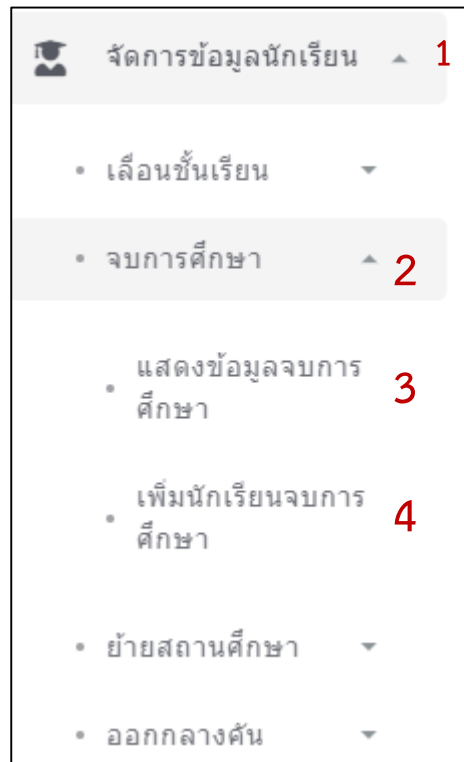 จัดการข้อมูลนักเรียน 1
เลื่อนชั้นเรียน
จบการศึกษา 2
แสดงข้อมูลจบการ
ศึกษา 3
เพิ่มนักเรียนจบการ
ศึกษา 4
ย้ายสถานศึกษา
ออกกลางคัน